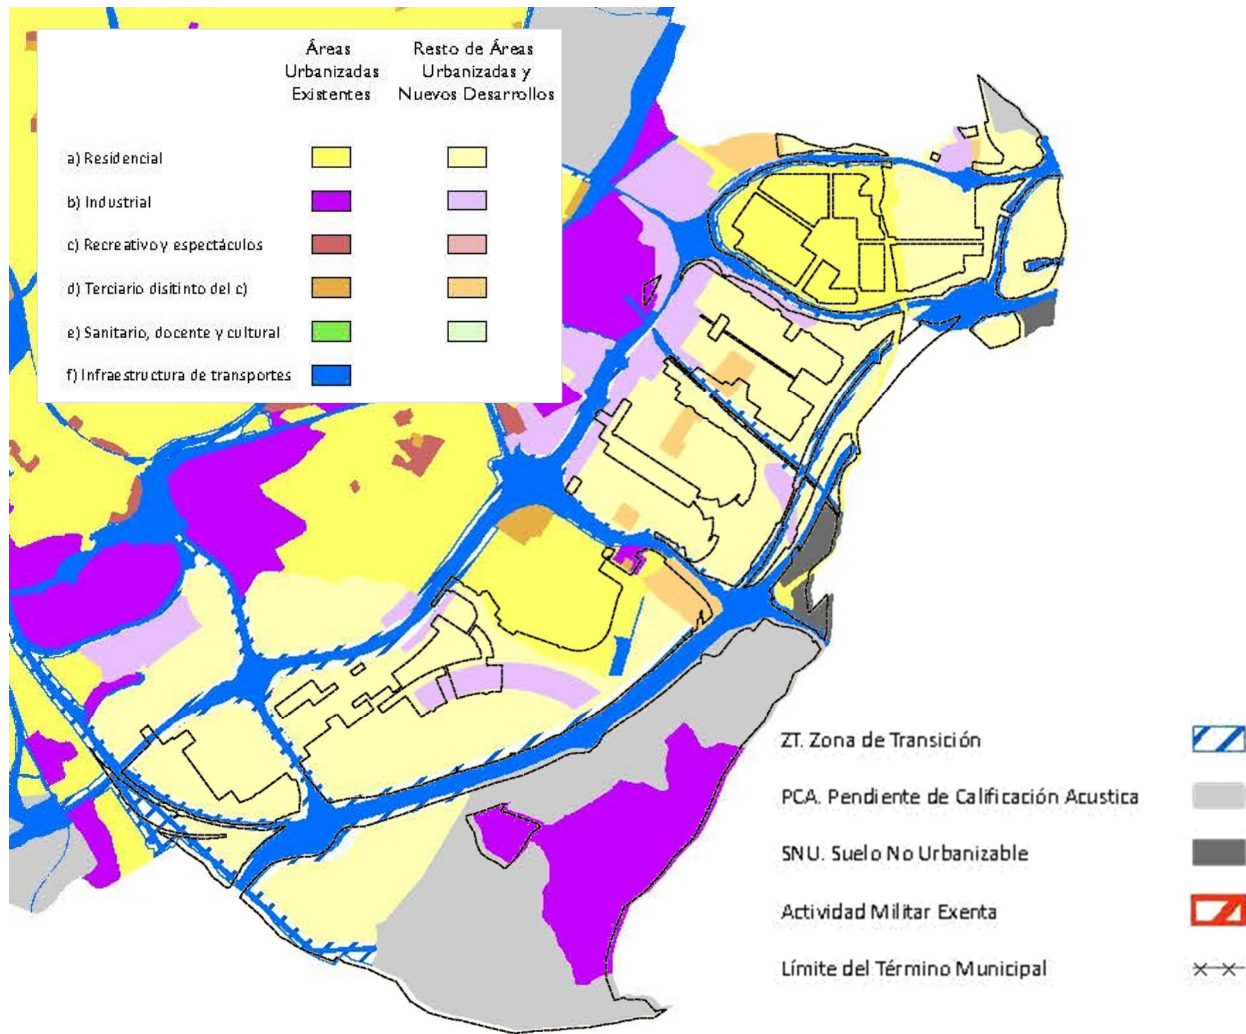 Áreas
Urbanizadas
Existentes
Resto de Áreas
Urbanizadas y
Nuevos Desarrollos
a) Residencial
b) Industrial
c) Recreativo y espectáculos
d) Terciario disitinto del c)
e) Sanitario, docente y cultural
f) Infraestructura de transportes
ZT. Zona de Transición
PCA. Pendiente de Calificación Acustica
SNU. Suelo No Urbanizable
Actividad Militar Exenta
Límite del Término Municipal